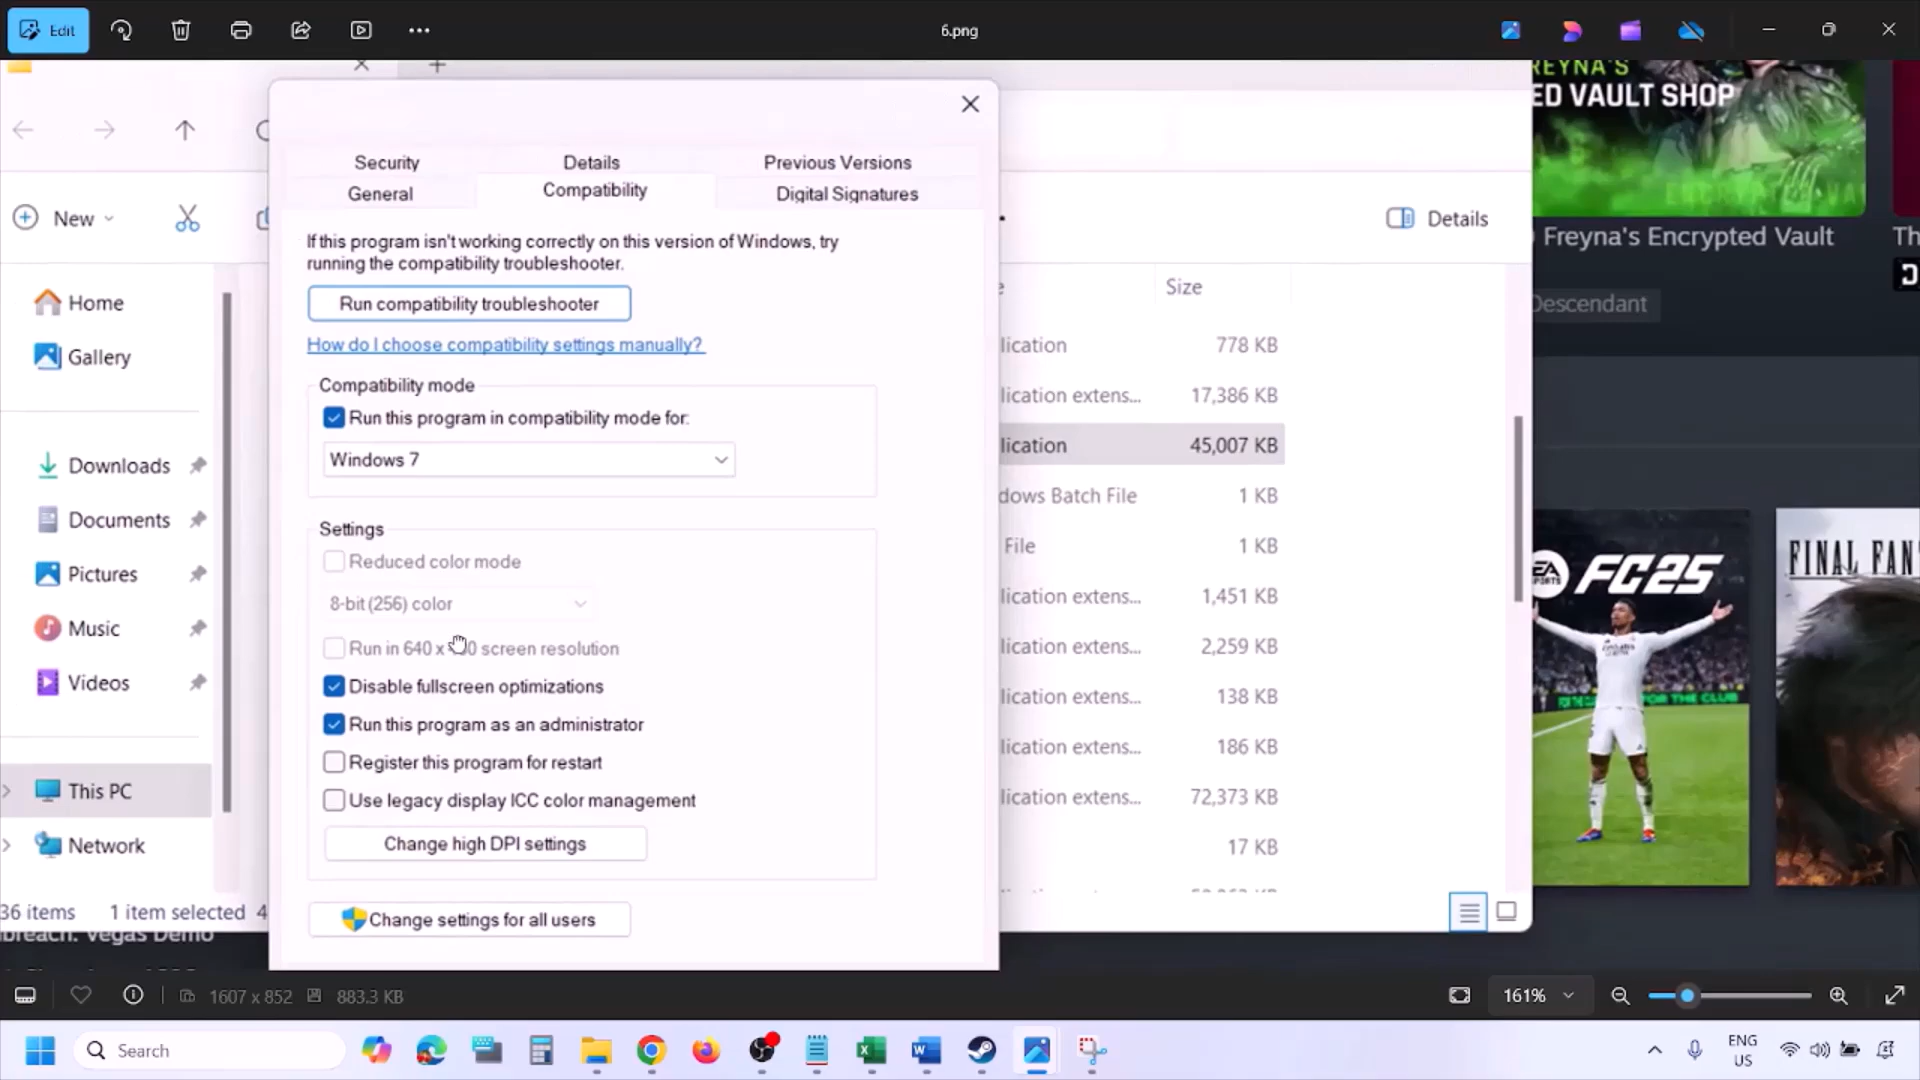 Edit
6.png
Security
Details
Previous Versions
General
Compatibility
Digital Signatures
If this program isn't working correctly on this version of Windows, try
running the compatibility troubleshooter.
Run compatibility troubleshooter
How do I choose compatibility settings manually?
Compatibility mode
Run this program in compatibility mode for:
Windows 7
Settings
Reduced color mode
8-bit (256) color
Run in 640 x 0 screen resolution
Disable fullscreen optimizations
Run this program as an administrator
Register this program for restart
Use legacy display ICC color management
Change high DPI settings
Change settings for all users
New
Details
Home
Gallery
Downloads
Documents
Pictures
Music
Videos
This PC
Network
36 items
1 item selected 4
breach: Vegas Demo
Size
lication 778 KB
lication extens... 17,386 KB
lication 45,007 KB
dows Batch File 1 KB
File 1 KB
lication extens... 1,451 KB
lication extens... 2,259 KB
lication extens... 138 KB
lication extens... 186 KB
lication extens... 72,373 KB
17 KB
REYNA'S
ED VAULT SHOP
Freyna's Encrypted Vault
Th
Descendant
EA
SPORTS
FC25
FINAL FAN
1607 x 852
883.3 KB
161%
Search
ENG
US